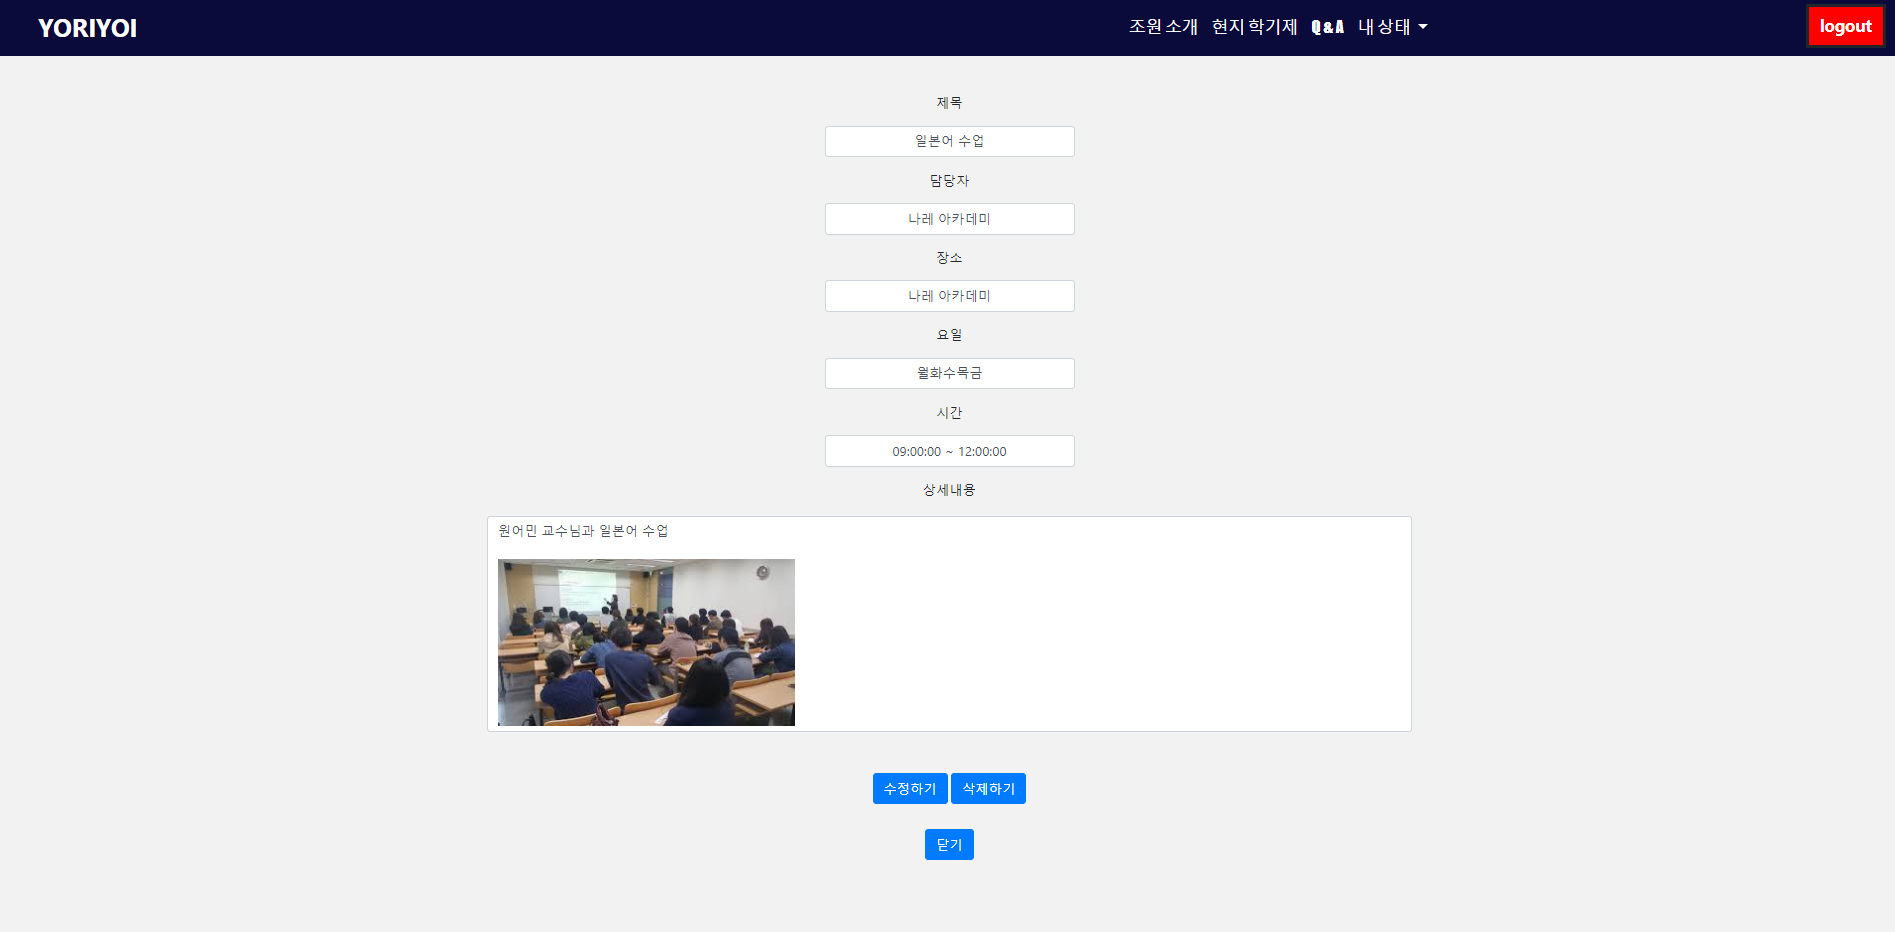 YORIYOI
조원 소개 현지 학기제 Q&A 내 상태
logout
제목
일본어 수업
담당자
나레 아카데미
장소
나레 아카데미
요일
월화수목금
시간
09:00:00 ~ 12:00:00
상세내용
원어민 교수님과 일본어 수업
수정하기 삭제하기
닫기